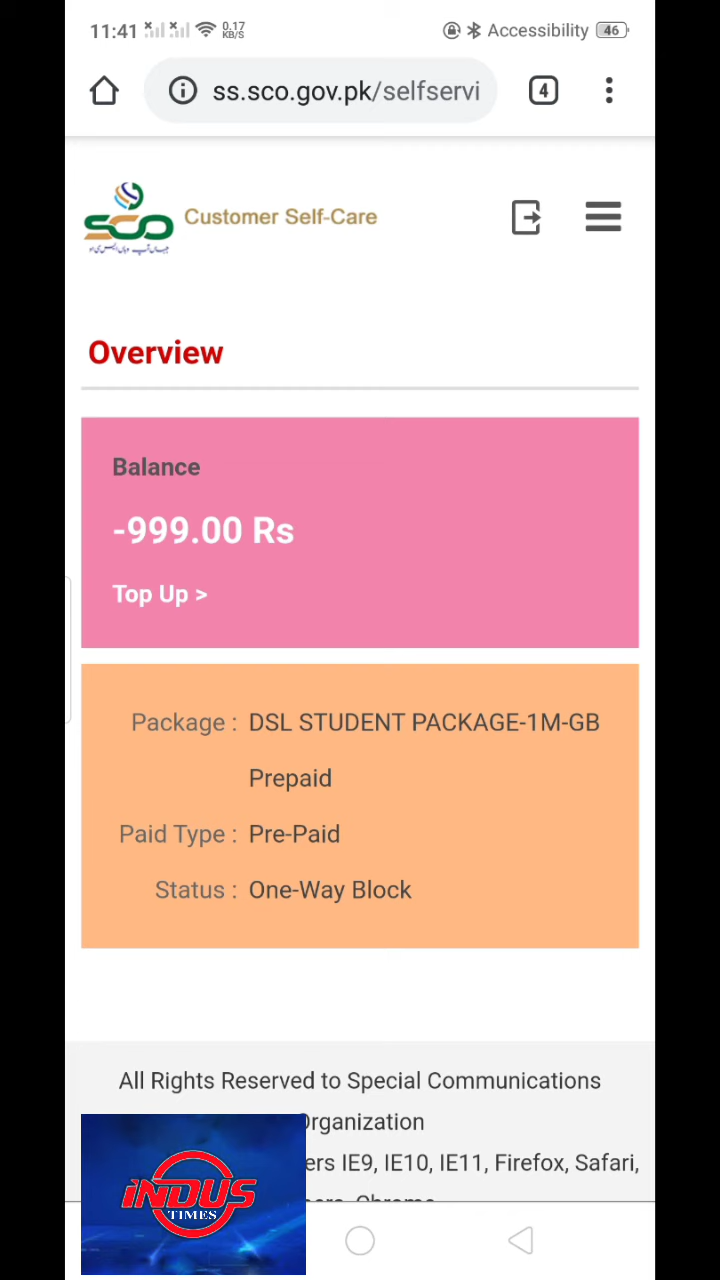 11:41 0.17 KB/S Accessibility 46
ss.sco.gov.pk/selfservi 4
SCO Customer Self-Care
Overview
Balance
-999.00 Rs
Top Up >
Package : DSL STUDENT PACKAGE-1M-GB
Prepaid
Paid Type : Pre-Paid
Status : One-Way Block
All Rights Reserved to Special Communications
Organization
ers IE9, IE10, IE11, Firefox, Safari,
Chrome
INDUS
TIMES